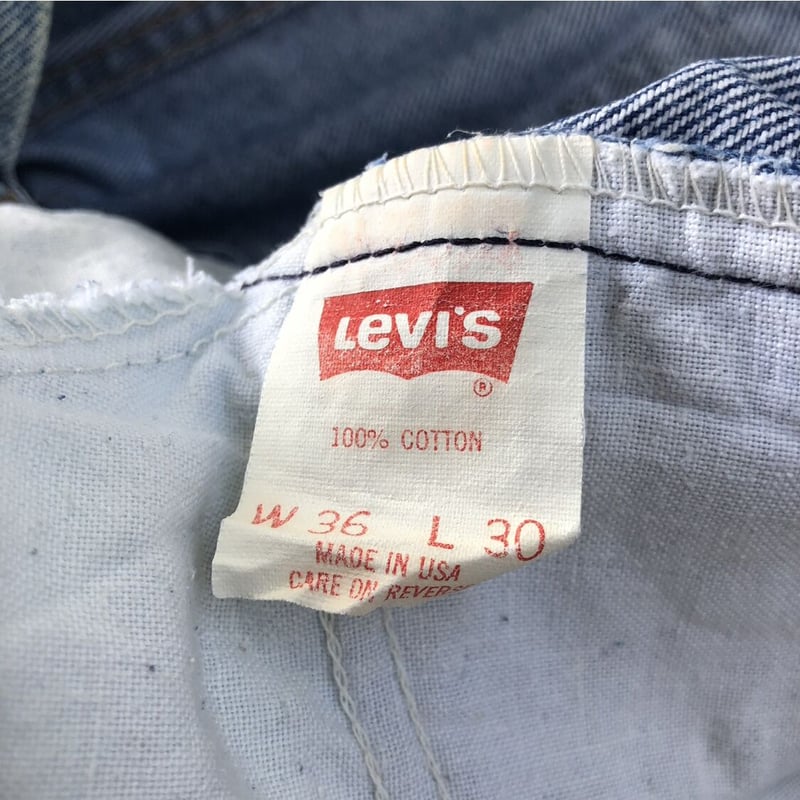 Levi's
®
100% COTTON
W 36 L 30
MADE IN USA
CARE ON REVERSE